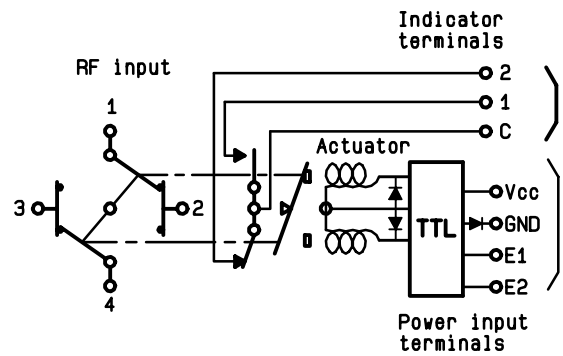 Indicator
terminals
RF input
2
1
1
C
Actuator
3
2
Vcc
TTL
GND
E1
E2
4
Power input
terminals